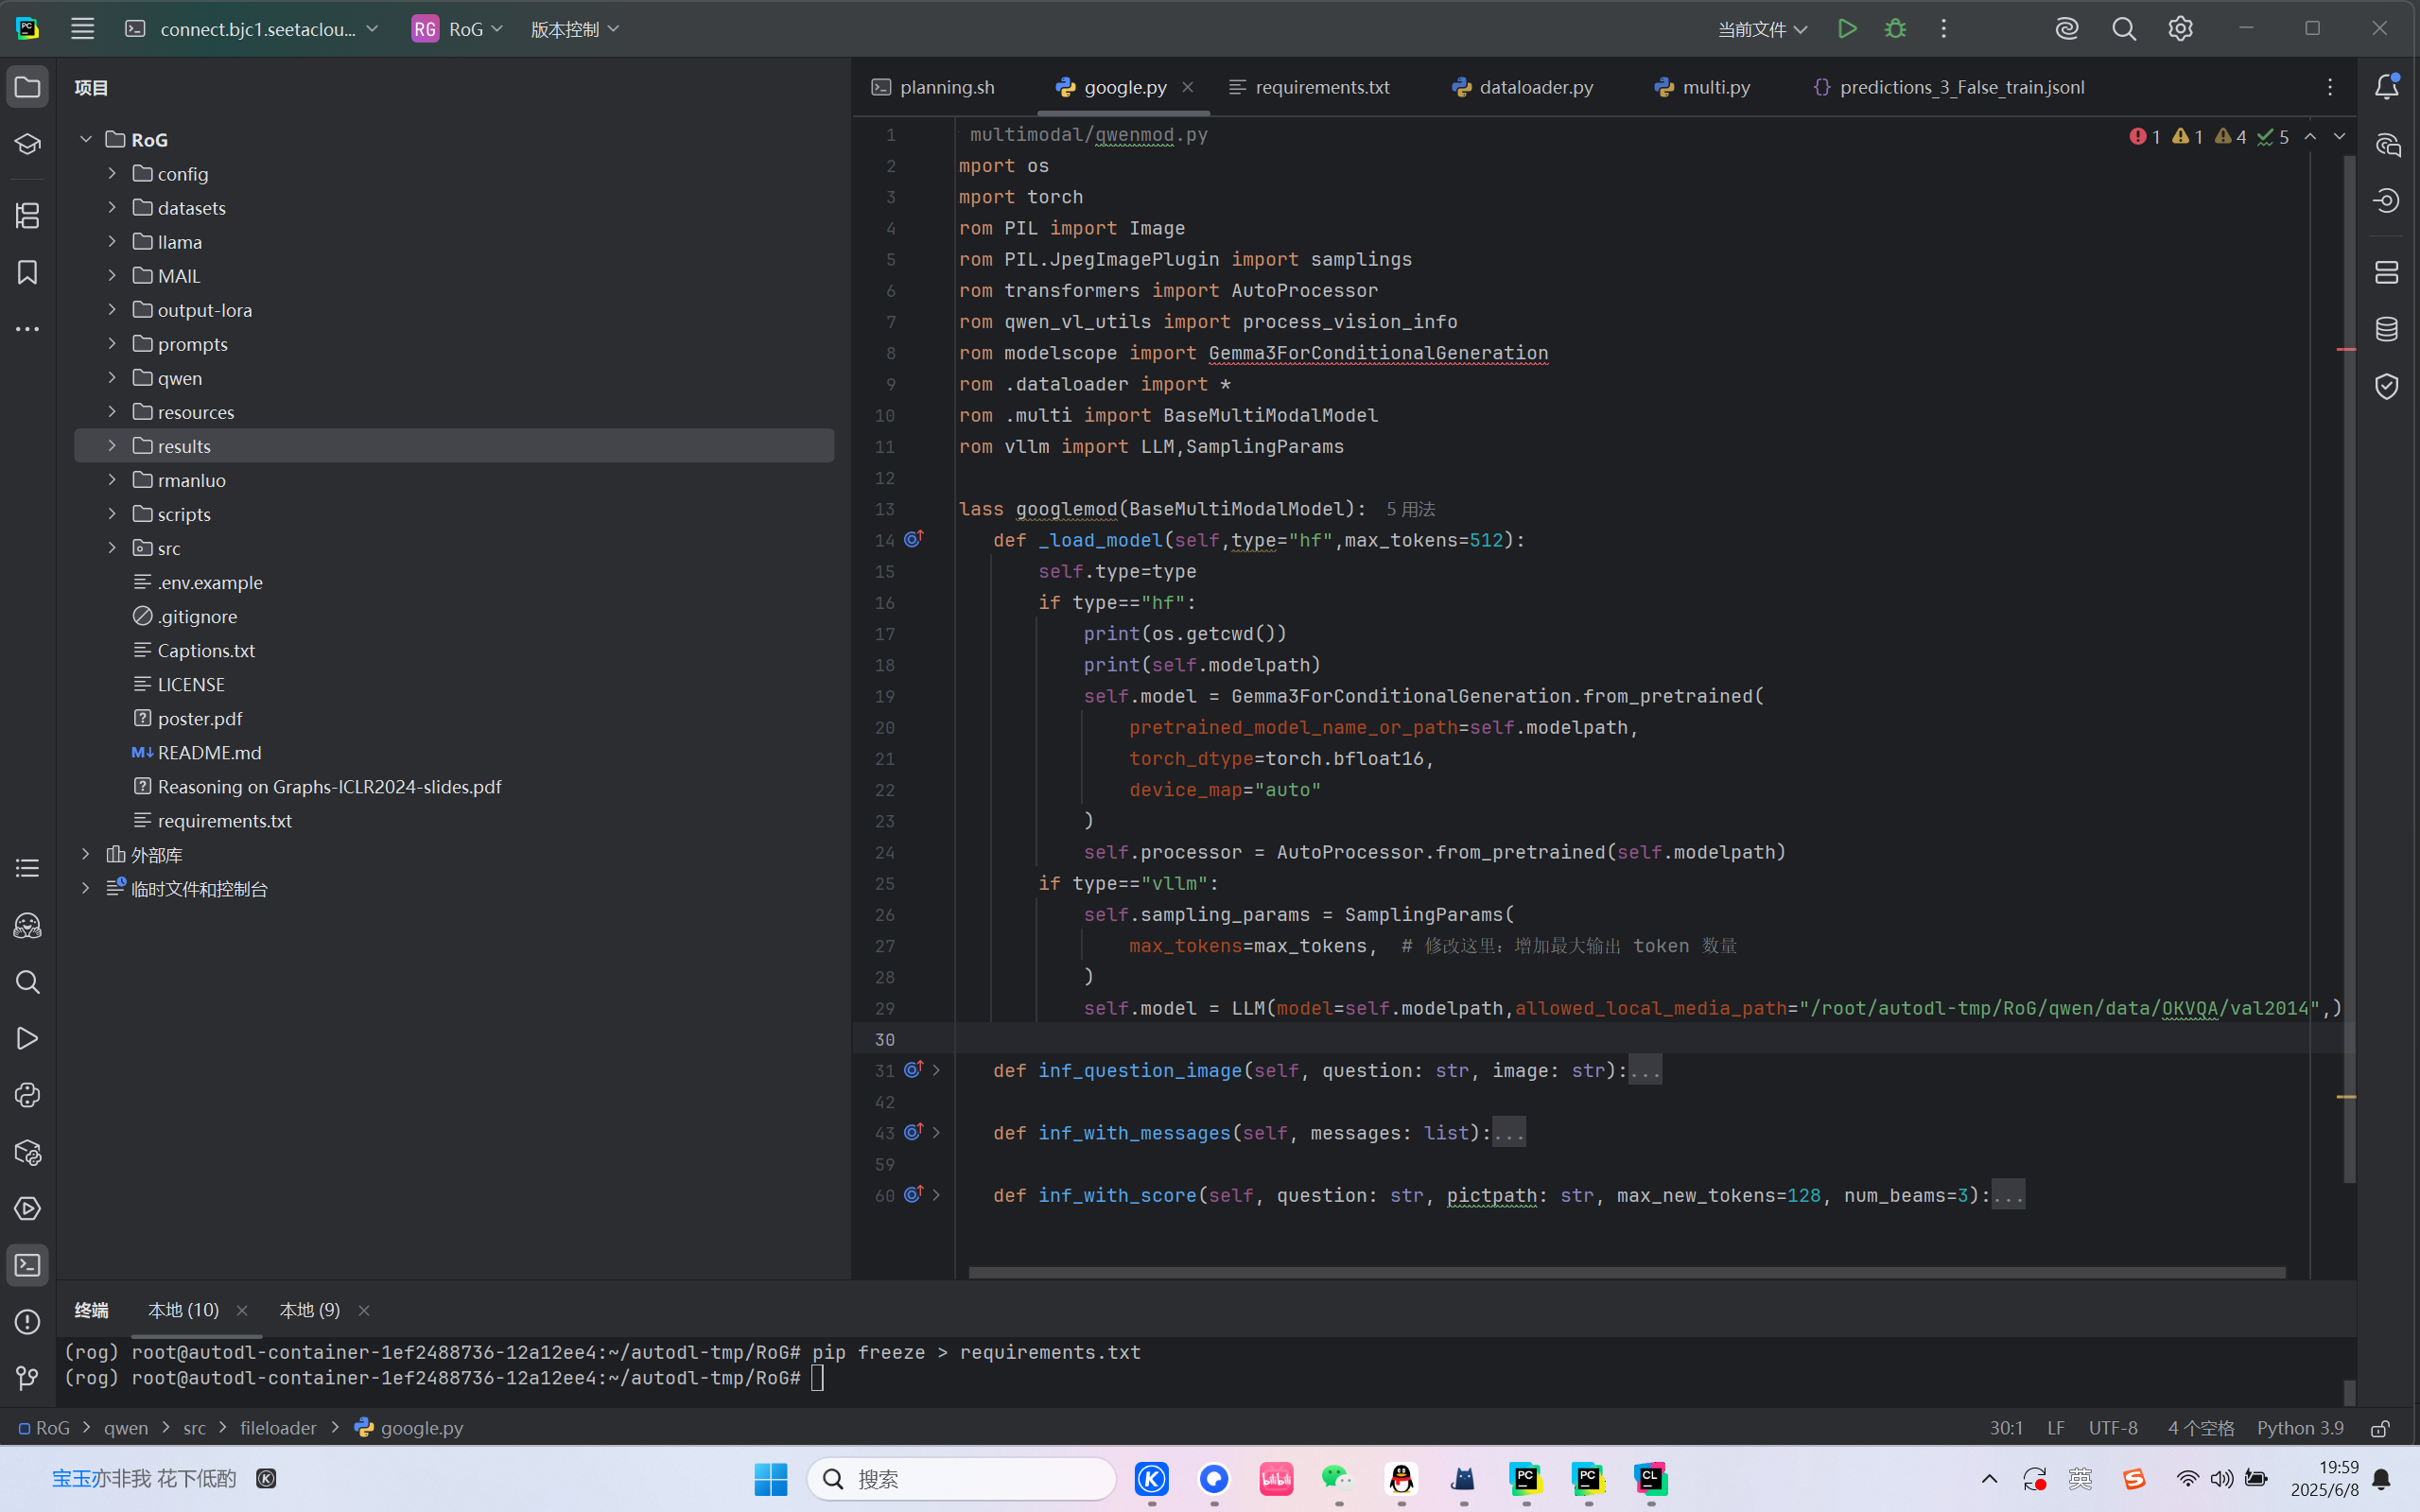 connect.bjc1.seetaclou...
RG RoG
版本控制
当前文件
项目
planning.sh
google.py
requirements.txt
dataloader.py
multi.py
predictions_3_False_train.jsonl
RoG
config
datasets
llama
MAIL
output-lora
prompts
qwen
resources
results
rmanluo
scripts
src
.env.example
.gitignore
Captions.txt
LICENSE
poster.pdf
README.md
Reasoning on Graphs-ICLR2024-slides.pdf
requirements.txt
外部库
临时文件和控制台
1 multimodal/qwenmod.py
1 1 4 5
2 mport os
3 mport torch
4 rom PIL import Image
5 rom PIL.JpegImagePlugin import samplings
6 rom transformers import AutoProcessor
7 rom qwen_vl_utils import process_vision_info
8 rom modelscope import Gemma3ForConditionalGeneration
9 rom .dataloader import *
10 rom .multi import BaseMultiModalModel
11 rom vllm import LLM,SamplingParams
12
13 lass googlemod(BaseMultiModalModel): 5 用法
14 def _load_model(self,type="hf",max_tokens=512):
15 self.type=type
16 if type=="hf":
17 print(os.getcwd())
18 print(self.modelpath)
19 self.model = Gemma3ForConditionalGeneration.from_pretrained(
20 pretrained_model_name_or_path=self.modelpath,
21 torch_dtype=torch.bfloat16,
22 device_map="auto"
23 )
24 self.processor = AutoProcessor.from_pretrained(self.modelpath)
25 if type=="vllm":
26 self.sampling_params = SamplingParams(
27 max_tokens=max_tokens, # 修改这里：增加最大输出 token 数量
28 )
29 self.model = LLM(model=self.modelpath,allowed_local_media_path="/root/autodl-tmp/RoG/qwen/data/OKVQA/val2014",)
30
31 def inf_question_image(self, question: str, image: str):...
42
43 def inf_with_messages(self, messages: list):...
59
60 def inf_with_score(self, question: str, pictpath: str, max_new_tokens=128, num_beams=3):...
终端 本地 (10) 本地 (9)
(rog) root@autodl-container-1ef2488736-12a12ee4:~/autodl-tmp/RoG# pip freeze > requirements.txt
(rog) root@autodl-container-1ef2488736-12a12ee4:~/autodl-tmp/RoG#
RoG > qwen > src > fileloader > google.py
30:1 LF UTF-8 4 个空格 Python 3.9
宝玉亦非我 花下低酌
搜索
bilibili
PC
PC
CL
英
19:59
2025/6/8